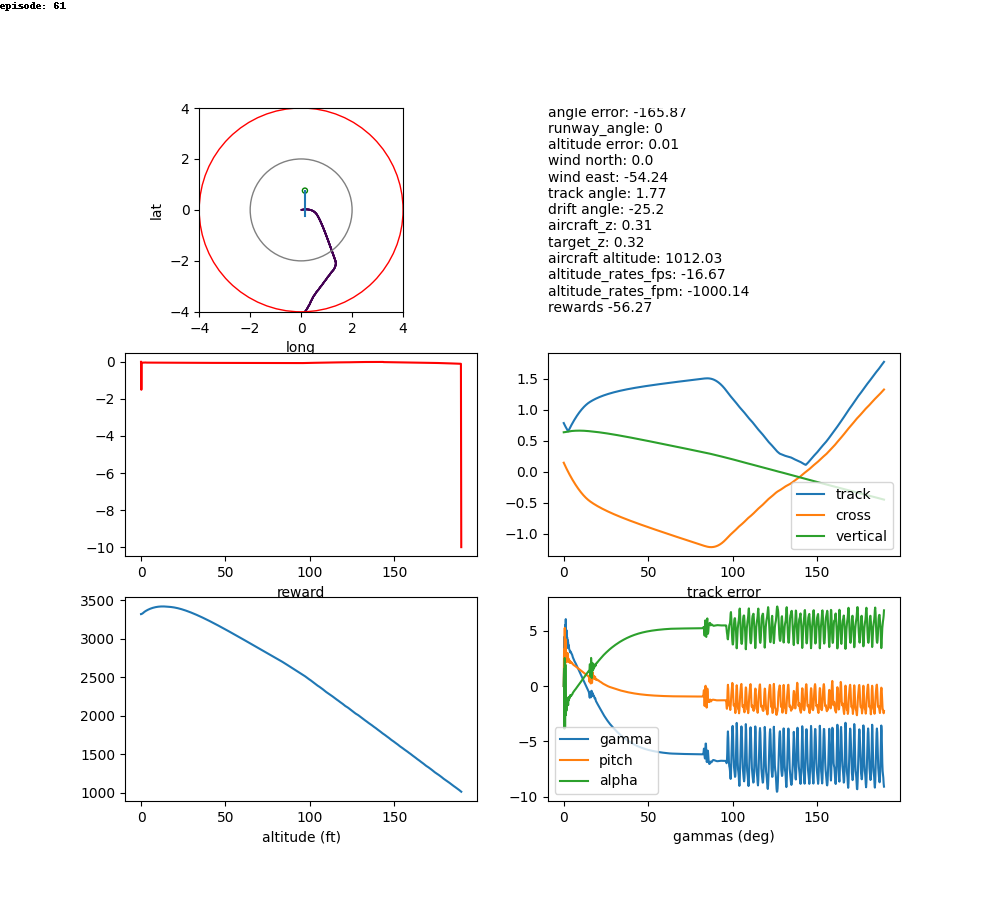 episode: 61
4
2
0
−2
−4
lat
−4
−2
0
2
4
long
angle error: -165.87
runway_angle: 0
altitude error: 0.01
wind north: 0.0
wind east: -54.24
track angle: 1.77
drift angle: -25.2
aircraft_z: 0.31
target_z: 0.32
aircraft altitude: 1012.03
altitude_rates_fps: -16.67
altitude_rates_fpm: -1000.14
rewards -56.27
0
−2
−4
−6
−8
−10
0
50
100
150
reward
1.5
1.0
0.5
0.0
−0.5
−1.0
track
cross
vertical
0
50
100
150
track error
3500
3000
2500
2000
1500
1000
0
50
100
150
altitude (ft)
5
0
−5
−10
gamma
pitch
alpha
0
50
100
150
gammas (deg)